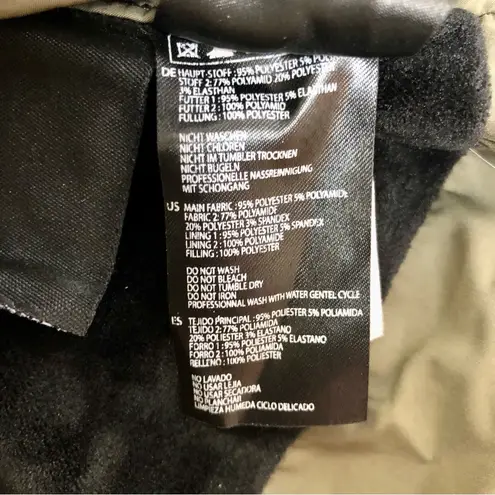 DE HAUPT-STOFF :95% POLYESTER 5%
STOFF 2: 77% POLYAMID 20% POLYESTER
3% ELASTHAN
FUTTER 1 : 95% POLYESTER 5% ELASTHAN
FUTTER 2 : 100% POLYAMID
FÜLLUNG : 100% POLYESTER
NICHT WASCHEN
NICHT CHLOREN
NICHT IM TUMBLER TROCKNEN
NICHT BÜGELN
PROFESSIONELLE NASSREINIGUNG
MIT SCHONGANG
US MAIN FABRIC : 95% POLYESTER 5% POLYAMIDE
FABRIC 2: 77% POLYAMIDE
20% POLYESTER 3% SPANDEX
LINING 1 :95% POLYESTER 5% SPANDEX
LINING 2 :100% POLYAMIDE
FILLING : 100% POLYESTER
DO NOT WASH
DO NOT BLEACH
DO NOT TUMBLE DRY
DO NOT IRON
PROFESSIONNAL WASH WITH WATER GENTEL CYCLE
ES TEJIDO PRINCIPAL : 95% POLIESTER 5% POLIAMIDA
TEJIDO 2: 77% POLIAMIDA
20% POLIESTER 3% ELASTANO
FORRO 1 : 95% POLIESTER 5% ELASTANO
FORRO 2 : 100% POLIAMIDA
RELLENO : 100% POLIESTER
NO LAVADO
NO USAR LEJIA
NO USAR SECADORA
NO PLANCHAR
LIMPIEZA HUMEDA CICLO DELICADO